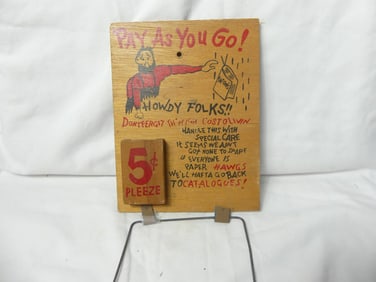 PAY AS YOU GO!
HOWDY FOLKS!!
HANDLE THIS WITH
SPECIAL CARE
IT SEEMS WE AIN'T
GOT NONE TO SPARE
IF EVERYONE IS
PAPER HAWGS
WE'LL HAFTA GO BACK
TO CATALOGUES!
5¢
PLEEZE